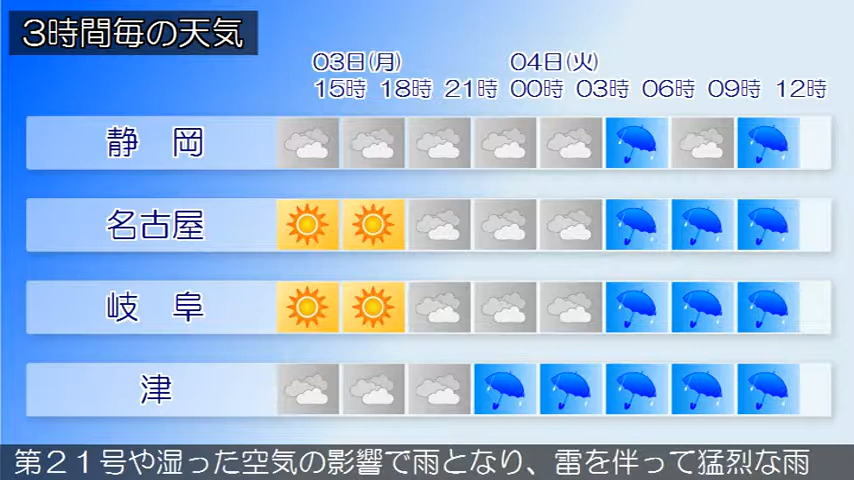 3時間毎の天気
03日(月) 04日(火)
15時 18時 21時 00時 03時 06時 09時 12時
静 岡
名古屋
岐 阜
津
第21号や湿った空気の影響で雨となり、雷を伴って猛烈な雨